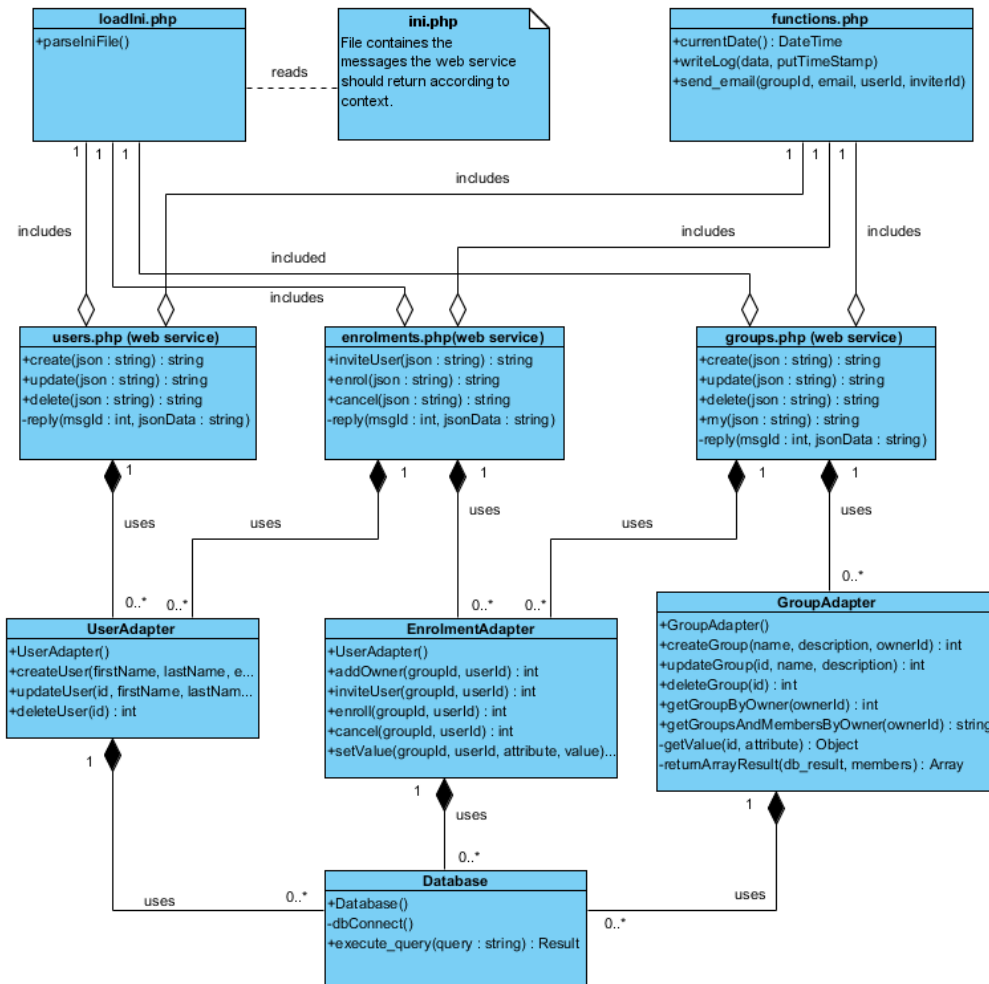 loadIni.php
+parseIniFile()
reads
ini.php
File containes the
messages the web service
should return according to
context.
functions.php
+currentDate() : DateTime
+writeLog(data, putTimeStamp)
+send_email(groupId, email, userId, inviterId)
1
1
1
1
1
1
includes
includes
includes
includes
included
includes
users.php (web service)
+create(json : string) : string
+update(json : string) : string
+delete(json : string) : string
-reply(msgId : int, jsonData : string)
enrolments.php(web service)
+inviteUser(json : string) : string
+enrol(json : string) : string
+cancel(json : string) : string
-reply(msgId : int, jsonData : string)
groups.php (web service)
+create(json : string) : string
+update(json : string) : string
+delete(json : string) : string
+my(json : string) : string
-reply(msgId : int, jsonData : string)
1
1
1
1
1
uses
uses
uses
uses
uses
0..*
0..*
0..*
0..*
0..*
UserAdapter
+UserAdapter()
+createUser(firstName, lastName, e...
+updateUser(id, firstName, lastNam...
+deleteUser(id) : int
EnrolmentAdapter
+UserAdapter()
+addOwner(groupId, userId) : int
+inviteUser(groupId, userId) : int
+enroll(groupId, userId) : int
+cancel(groupId, userId) : int
+setValue(groupId, userId, attribute, value)...
GroupAdapter
+GroupAdapter()
+createGroup(name, description, ownerId) : int
+updateGroup(id, name, description) : int
+deleteGroup(id) : int
+getGroupByOwner(ownerId) : int
+getGroupsAndMembersByOwner(ownerId) : string
-getValue(id, attribute) : Object
-returnArrayResult(db_result, members) : Array
1
1
1
uses
0..*
uses
0..*
uses
0..*
Database
+Database()
-dbConnect()
+execute_query(query : string) : Result